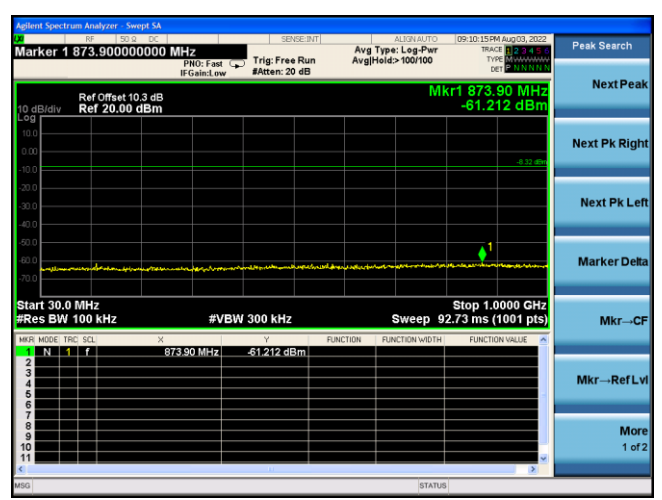 Agilent Spectrum Analyzer - Swept SA
LXI RF 50 Ω DC SENSE:INT ALIGN AUTO 09:10:15 PM Aug 03, 2022
Marker 1 873.900000000 MHz
PNO: Fast
IFGain:Low
Trig: Free Run
#Atten: 20 dB
Avg Type: Log-Pwr
Avg|Hold:> 100/100
TRACE 1 2 3 4 5 6
TYPE M WWWWW
DET P N N N N N
Peak Search
Next Peak
Next Pk Right
Next Pk Left
Marker Delta
Mkr→CF
Mkr→Ref Lvl
More
1 of 2
Mkr1 873.90 MHz
-61.212 dBm
Ref Offset 10.3 dB
10 dB/div Ref 20.00 dBm
Log
10.0
0.00
-8.32 dBm
-10.0
-20.0
-30.0
-40.0
-50.0
1
-60.0
-70.0
Start 30.0 MHz Stop 1.0000 GHz
#Res BW 100 kHz #VBW 300 kHz Sweep 92.73 ms (1001 pts)
MKR MODE TRC SCL X Y FUNCTION FUNCTION WIDTH FUNCTION VALUE
1 N 1 f 873.90 MHz -61.212 dBm
2
3
4
5
6
7
8
9
10
11
MSG STATUS